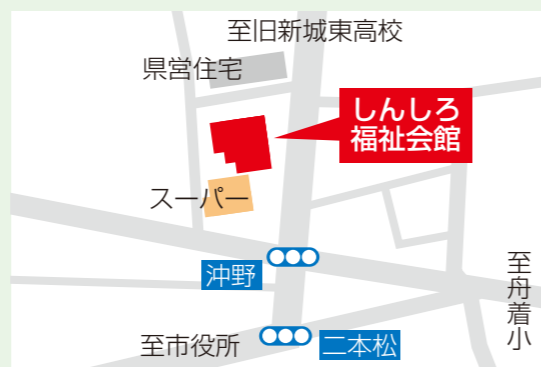 至旧新城東高校
県営住宅
しんしろ
福祉会館
スーパー
沖野
至舟着小
至市役所
二本松